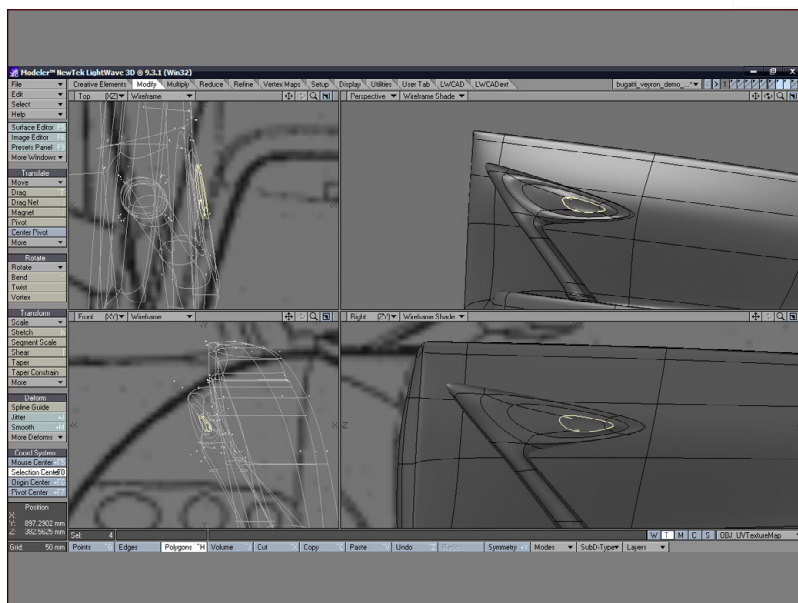 Modeler™ NewTek LightWave 3D ® 9.3.1 (Win32)
File
Creative Elements Modify Multiply Reduce Refine Vertex Maps Setup Display Utilities User Tab LWCAD LWCADext
bugatti_veyron_demo_... 1
Edit
Top (XZ) Wireframe
Perspective Wireframe Shade
Select
Help
Surface Editor F5
Image Editor F6
Presets Panel F8
More Windows
Translate
Move
Drag
Drag Net
Magnet
Pivot
Center Pivot
More
Rotate
Rotate
Bend
Twist
Vortex
Transform
Scale
Front (XY) Wireframe
Right (ZY) Wireframe Shade
Stretch
Segment Scale
Shear
Taper
Taper Constrain
More
Deform
Spline Guide
Jitter
Smooth
More Deforms
Coord System
Mouse Center
Selection Center
Origin Center
Pivot Center
Position
X:
Y: 897.2902 mm
Z: 382.5625 mm
Sel: 4
W T M C S OBJ_UVTextureMap
Grid: 50 mm
Points Edges Polygons ^H Volume Cut Copy Paste Undo Symmetry Modes SubD-Type Layers